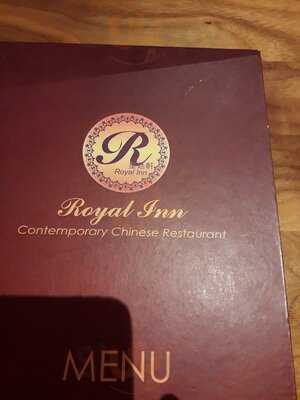 R
Royal Inn
Royal Inn
Contemporary Chinese Restaurant
MENU